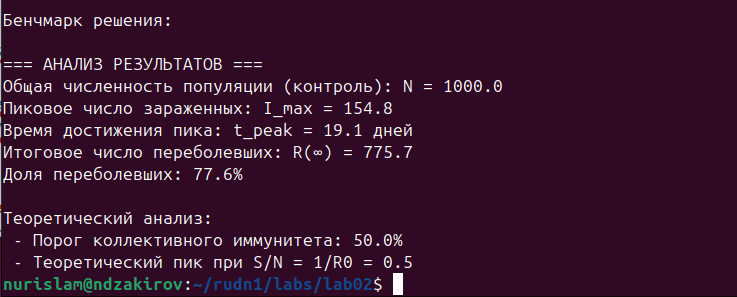 Бенчмарк решения:
=== АНАЛИЗ РЕЗУЛЬТАТОВ ===
Общая численность популяции (контроль): N = 1000.0
Пиковое число зараженных: I_max = 154.8
Время достижения пика: t_peak = 19.1 дней
Итоговое число переболевших: R(∞) = 775.7
Доля переболевших: 77.6%
Теоретический анализ:
- Порог коллективного иммунитета: 50.0%
- Теоретический пик при S/N = 1/R0 = 0.5
nurislam@ndzakirov:~/rudn1/labs/lab02$